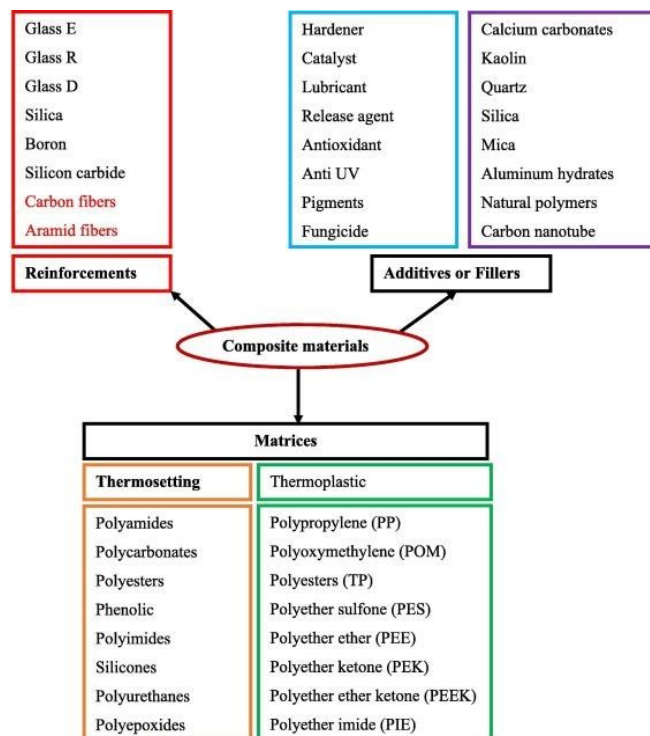 Glass E
Glass R
Glass D
Silica
Boron
Silicon carbide
Carbon fibers
Aramid fibers
Reinforcements
Hardener
Catalyst
Lubricant
Release agent
Antioxidant
Anti UV
Pigments
Fungicide
Calcium carbonates
Kaolin
Quartz
Silica
Mica
Aluminum hydrates
Natural polymers
Carbon nanotube
Additives or Fillers
Composite materials
Matrices
Thermosetting
Polyamides
Polycarbonates
Polyesters
Phenolic
Polyimides
Silicones
Polyurethanes
Polyepoxides
Thermoplastic
Polypropylene (PP)
Polyoxymethylene (POM)
Polyesters (TP)
Polyether sulfone (PES)
Polyether ether (PEE)
Polyether ketone (PEK)
Polyether ether ketone (PEEK)
Polyether imide (PIE)